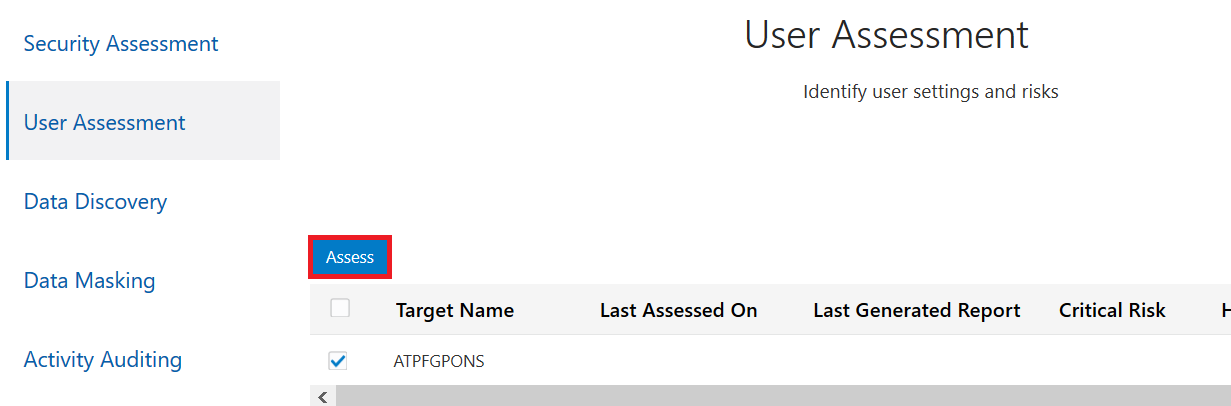 Security Assessment
User Assessment
Data Discovery
Data Masking
Activity Auditing
User Assessment
Identify user settings and risks
Assess
Target Name Last Assessed On Last Generated Report Critical Risk H
ATPFGPONS